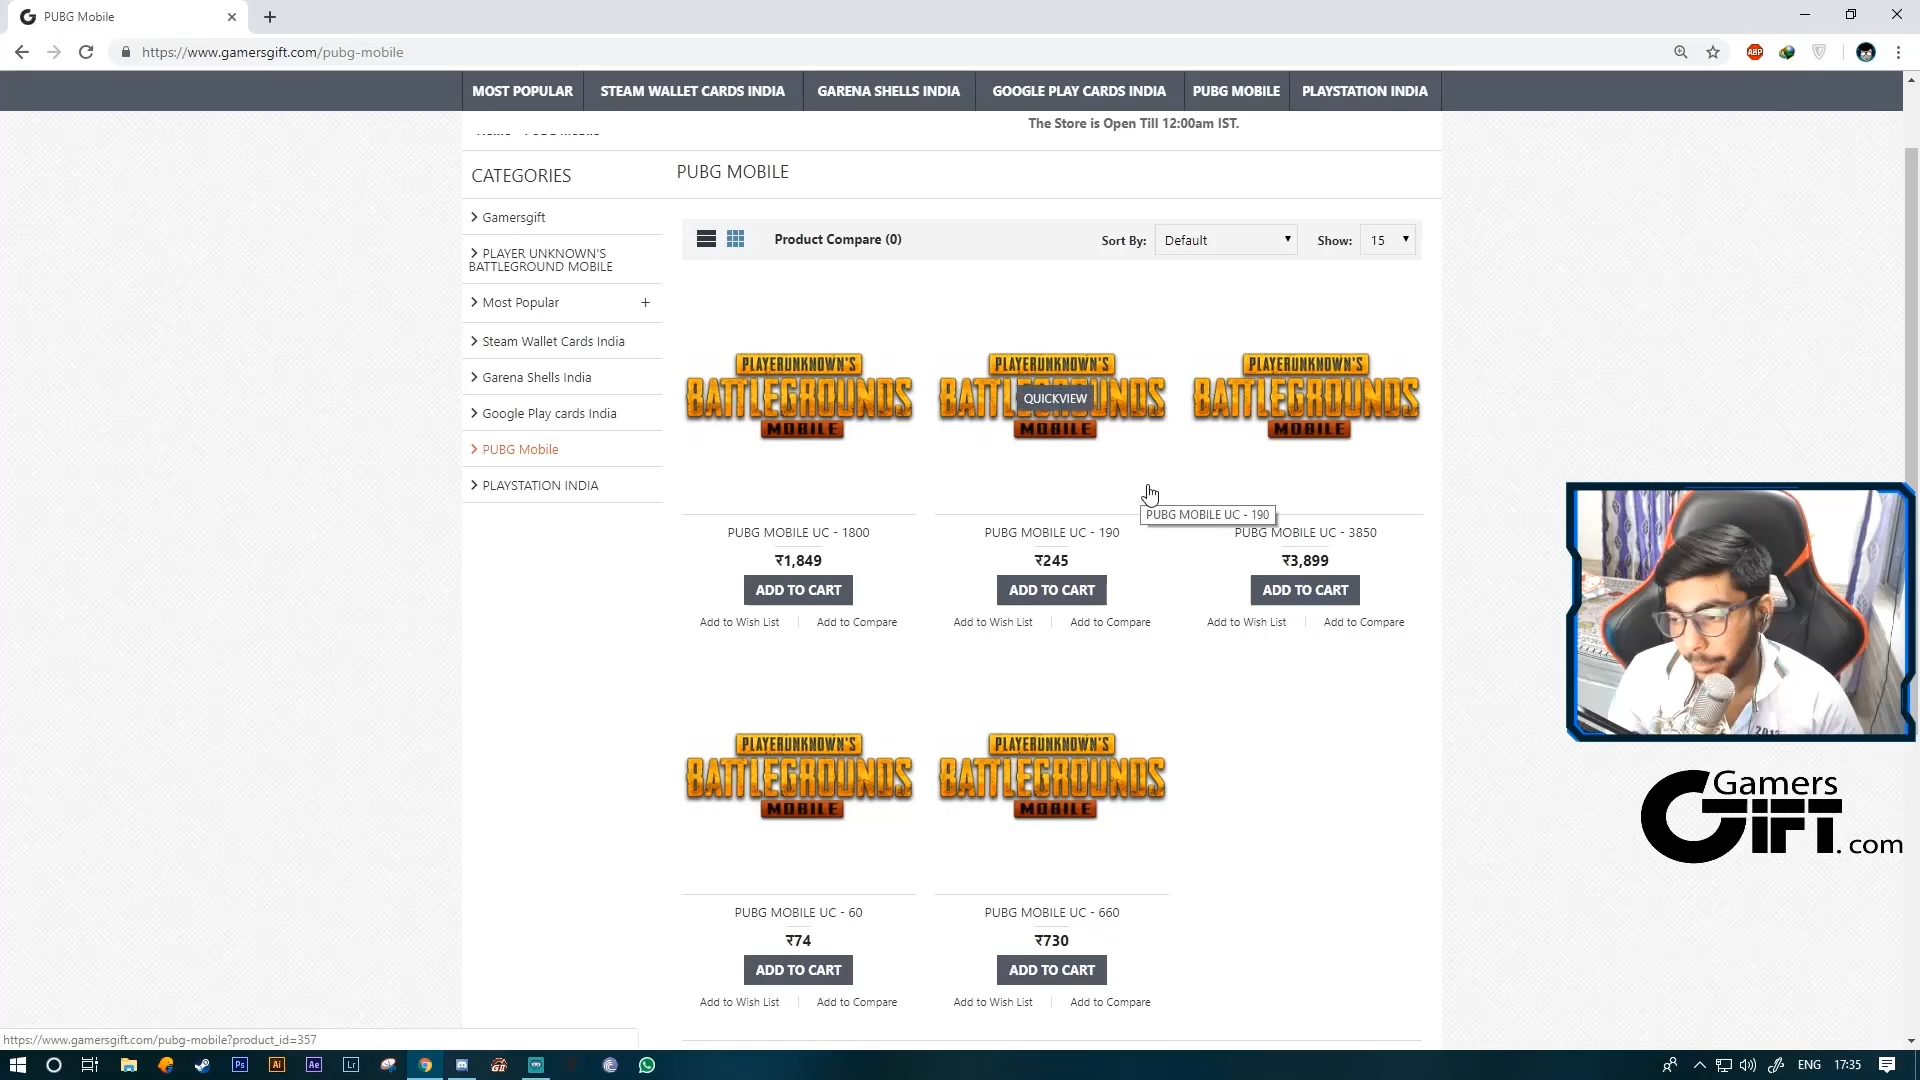 PUBG Mobile
https://www.gamersgift.com/pubg-mobile
ABP
MOST POPULAR
STEAM WALLET CARDS INDIA
GARENA SHELLS INDIA
GOOGLE PLAY CARDS INDIA
PUBG MOBILE
PLAYSTATION INDIA
The Store is Open Till 12:00am IST.
CATEGORIES
PUBG MOBILE
Gamersgift
PLAYER UNKNOWN'S
BATTLEGROUND MOBILE
Most Popular +
Steam Wallet Cards India
Garena Shells India
Google Play cards India
PUBG Mobile
PLAYSTATION INDIA
Product Compare (0)
Sort By: Default
Show: 15
PLAYERUNKNOWN'S
BATTLEGROUNDS
MOBILE
PLAYERUNKNOWN'S
BATTLEGROUNDS
QUICKVIEW
MOBILE
PLAYERUNKNOWN'S
BATTLEGROUNDS
MOBILE
PUBG MOBILE UC - 190
PUBG MOBILE UC - 1800
₹1,849
ADD TO CART
Add to Wish List
Add to Compare
PUBG MOBILE UC - 190
₹245
ADD TO CART
Add to Wish List
Add to Compare
PUBG MOBILE UC - 3850
₹3,899
ADD TO CART
Add to Wish List
Add to Compare
PLAYERUNKNOWN'S
BATTLEGROUNDS
MOBILE
PLAYERUNKNOWN'S
BATTLEGROUNDS
MOBILE
PUBG MOBILE UC - 60
₹74
ADD TO CART
Add to Wish List
Add to Compare
PUBG MOBILE UC - 660
₹730
ADD TO CART
Add to Wish List
Add to Compare
Gamers
GIFT.com
https://www.gamersgift.com/pubg-mobile?product_id=357
Ps
Ai
Ae
Lr
ENG
17:35